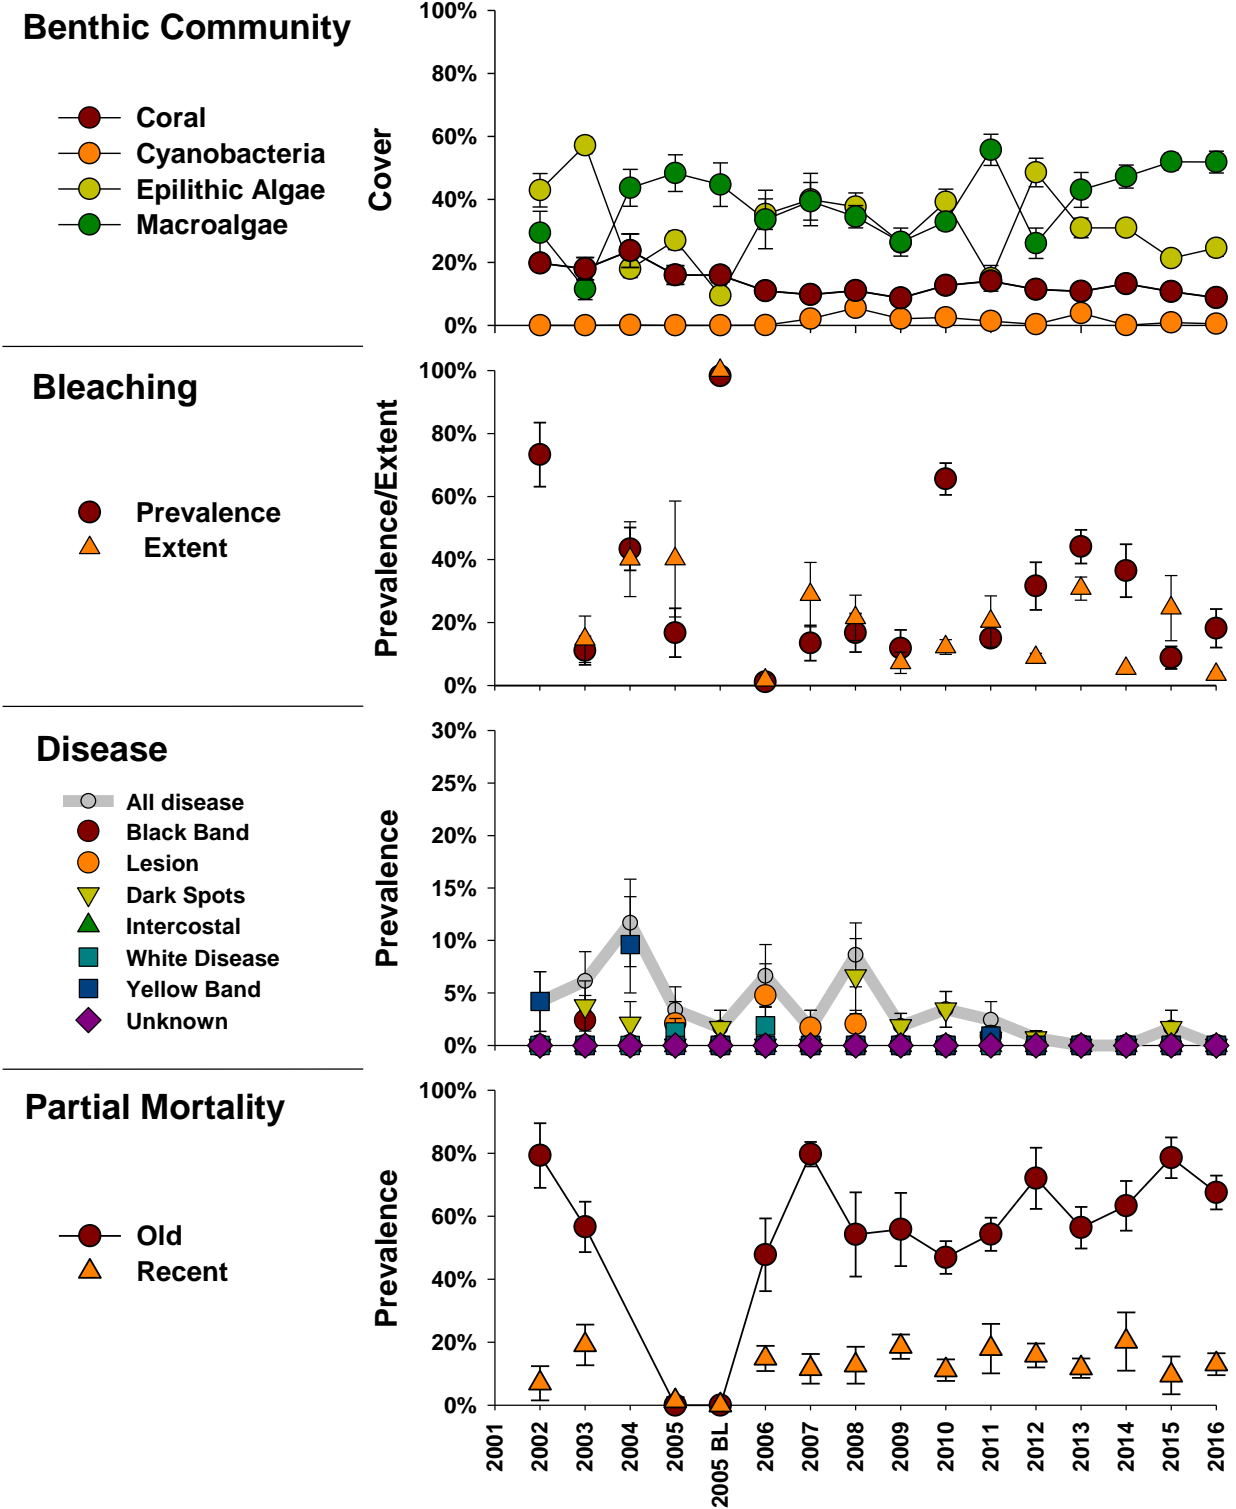 Benthic Community
Coral
Cyanobacteria
Epilithic Algae
Macroalgae
Cover
100%
80%
60%
40%
20%
0%
Bleaching
Prevalence
Extent
Prevalence/Extent
100%
80%
60%
40%
20%
0%
Disease
All disease
Black Band
Lesion
Dark Spots
Intercostal
White Disease
Yellow Band
Unknown
Prevalence
30%
25%
20%
15%
10%
5%
0%
Partial Mortality
Old
Recent
Prevalence
100%
80%
60%
40%
20%
0%
2001
2002
2003
2004
2005
2005 BL
2006
2007
2008
2009
2010
2011
2012
2013
2014
2015
2016